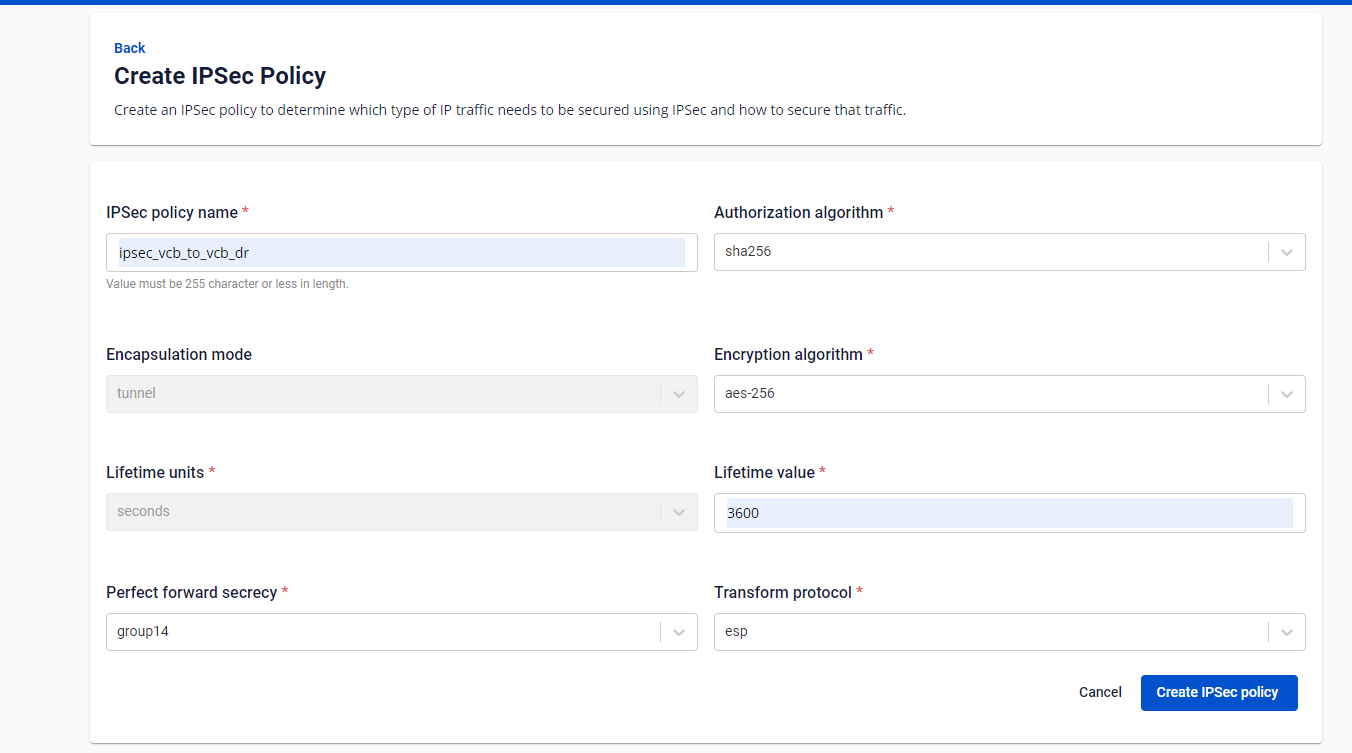 Back
Create IPSec Policy
Create an IPSec policy to determine which type of IP traffic needs to be secured using IPSec and how to secure that traffic.
IPSec policy name *
Authorization algorithm *
ipsec_vcb_to_vcb_dr
sha256
Value must be 255 character or less in length.
Encapsulation mode
Encryption algorithm *
tunnel
aes-256
Lifetime units *
Lifetime value *
seconds
3600
Perfect forward secrecy *
Transform protocol *
group14
esp
Cancel
Create IPSec policy